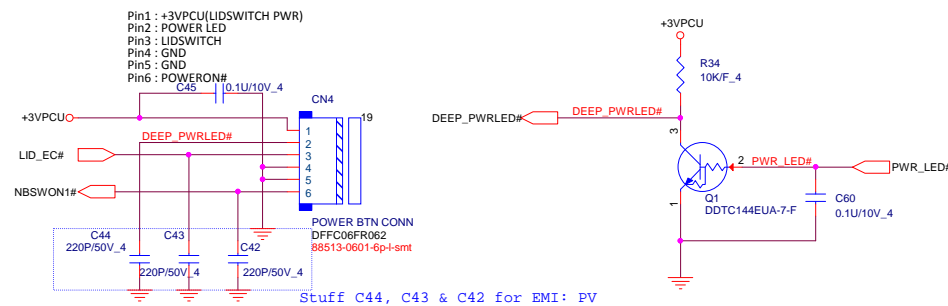 Pin1 : +3VPCU(LIDSWITCH PWR)
Pin2 : POWER LED
Pin3 : LIDSWITCH
Pin4 : GND
Pin5 : GND
Pin6 : POWERON#
C45
0.1U/10V_4
CN4
19
+3VPCU
1
DEEP_PWRLED#
2
LID_EC#
3
4
5
NBSWON1#
6
POWER BTN CONN
DFFC06FR062
88513-0601-6p-l-smt
C44
220P/50V_4
C43
220P/50V_4
C42
220P/50V_4
Stuff C44, C43 & C42 for EMI: PV
+3VPCU
R34
10K/F_4
DEEP_PWRLED#
DEEP_PWRLED#
3
2
PWR_LED#
PWR_LED#
1
Q1
DDTC144EUA-7-F
C60
0.1U/10V_4